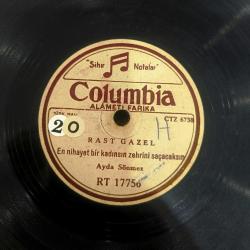 "Sihir Notalar"
Columbia
ALÂMETİ FARİKA
CTZ 6738
20
H
RAST GAZEL
En nihayet bir kadının zehrini saçacaksın
Ayda Sönmez
RT 17756